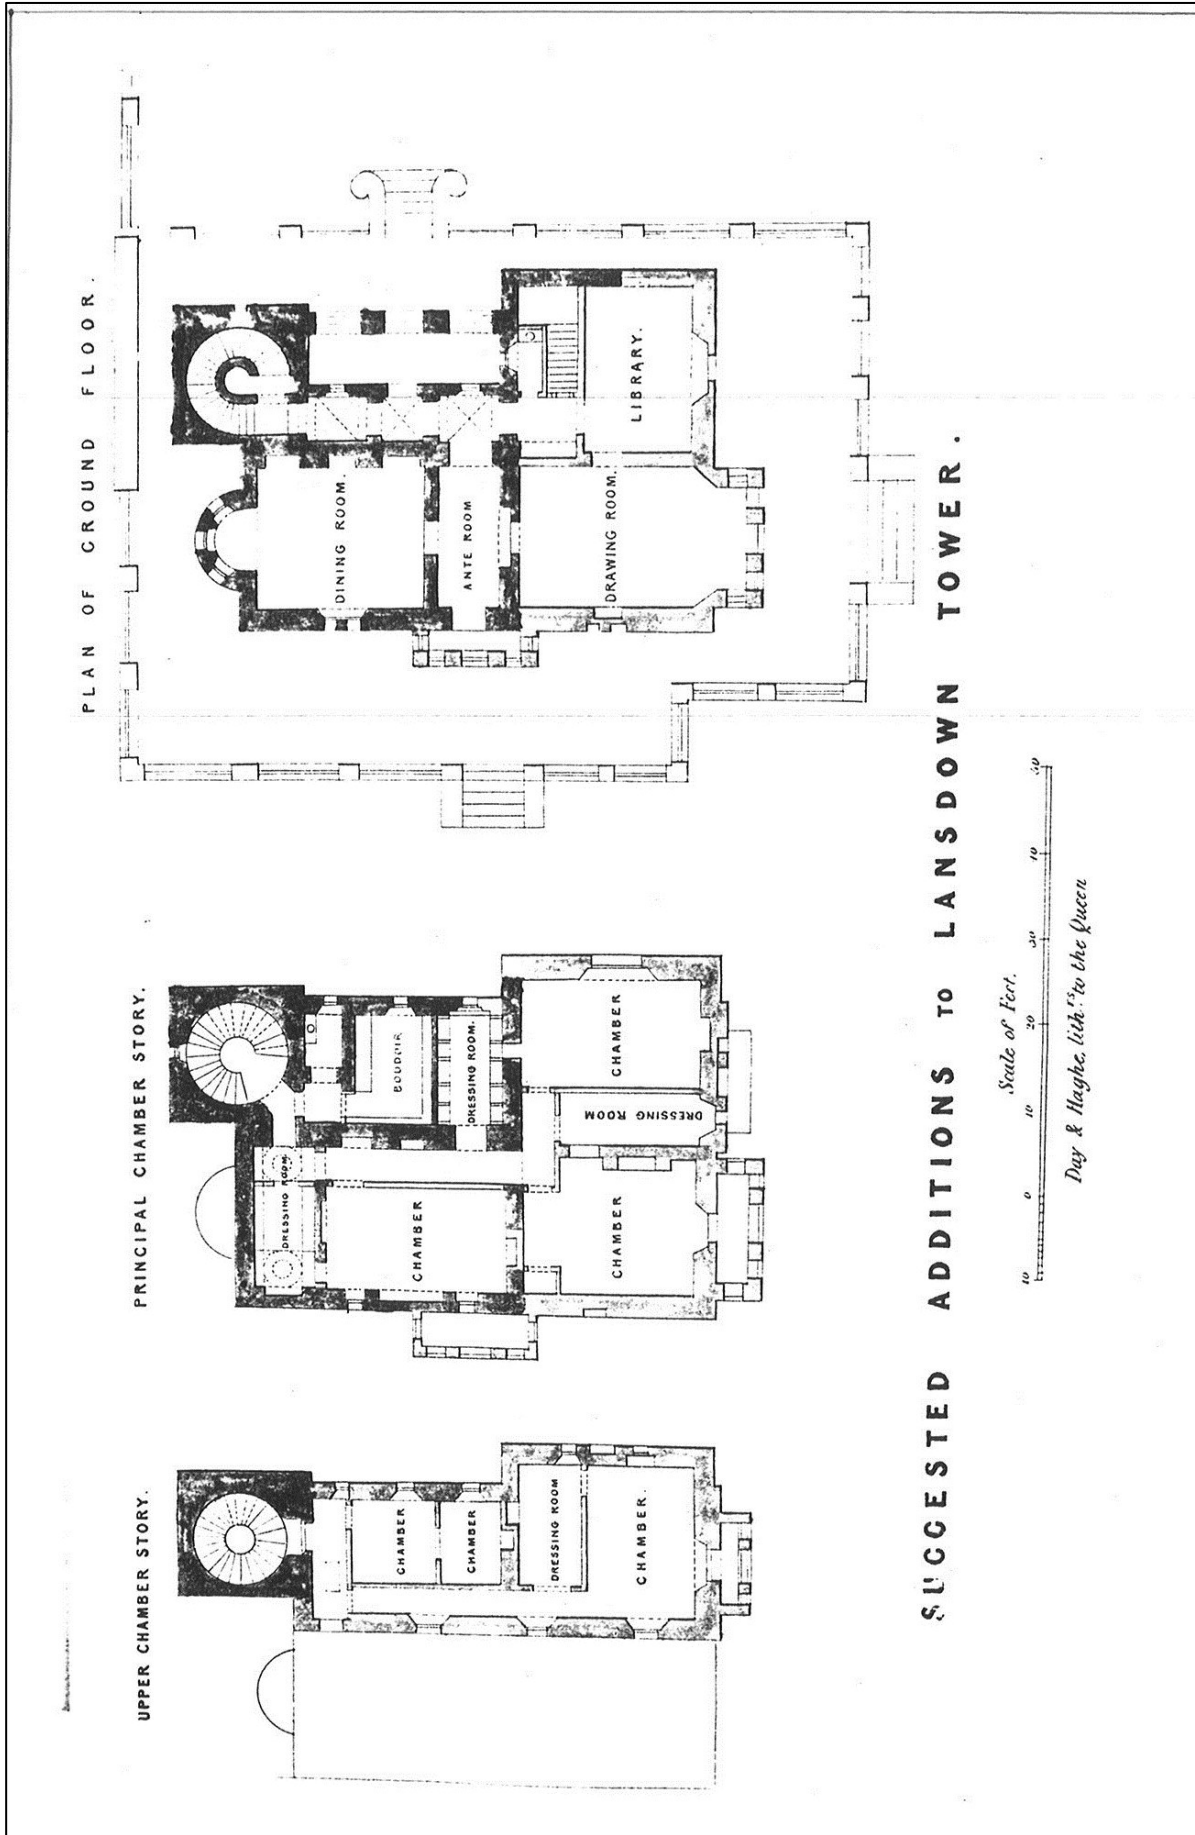 UPPER CHAMBER STORY.
CHAMBER
CHAMBER
DRESSING ROOM
CHAMBER.
PRINCIPAL CHAMBER STORY.
DRESSING ROOM
BOUDOIR
DRESSING ROOM.
CHAMBER
CHAMBER
DRESSING ROOM
CHAMBER
PLAN OF GROUND FLOOR.
DINING ROOM.
ANTE ROOM
DRAWING ROOM.
LIBRARY.
SUGGESTED ADDITIONS TO LANSDOWN TOWER.
Scale of Feet.
10 0 10 20 30 40 50
Day & Haghe, lith.rs to the Queen